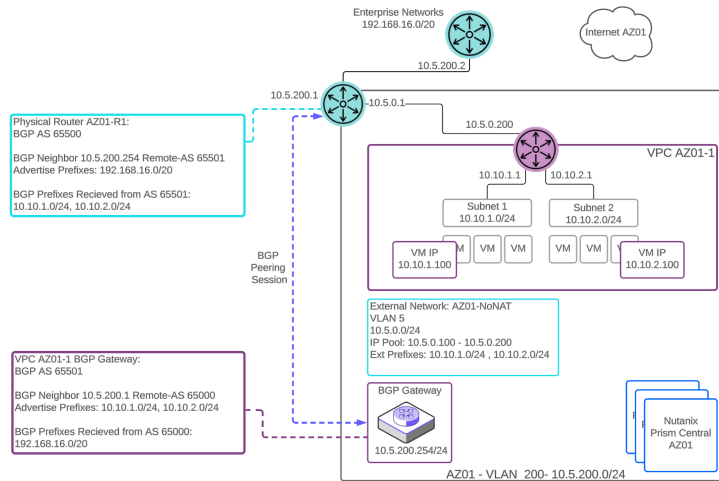 Enterprise Networks
192.168.16.0/20
Internet AZ01
10.5.200.2
10.5.200.1
10.5.0.1
10.5.0.200
Physical Router AZ01-R1:
BGP AS 65500
BGP Neighbor 10.5.200.254 Remote-AS 65501
Advertise Prefixes: 192.168.16.0/20
BGP Prefixes Recieved from AS 65501:
10.10.1.0/24, 10.10.2.0/24
VPC AZ01-1
10.10.1.1
10.10.2.1
Subnet 1
10.10.1.0/24
Subnet 2
10.10.2.0/24
VM
VM
VM
VM
VM IP
10.10.1.100
VM IP
10.10.2.100
BGP
Peering
Session
External Network: AZ01-NoNAT
VLAN 5
10.5.0.0/24
IP Pool: 10.5.0.100 - 10.5.0.200
Ext Prefixes: 10.10.1.0/24 , 10.10.2.0/24
VPC AZ01-1 BGP Gateway:
BGP AS 65501
BGP Neighbor 10.5.200.1 Remote-AS 65000
Advertise Prefixes: 10.10.1.0/24, 10.10.2.0/24
BGP Prefixes Recieved from AS 65000:
192.168.16.0/20
BGP Gateway
10.5.200.254/24
Nutanix
Prism Central
AZ01
AZ01 - VLAN 200- 10.5.200.0/24